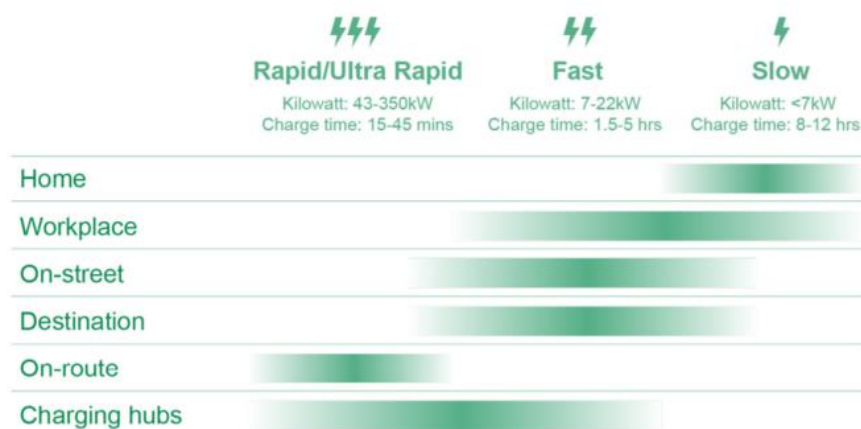 Rapid/Ultra Rapid
Kilowatt: 43-350kW
Charge time: 15-45 mins
Fast
Kilowatt: 7-22kW
Charge time: 1.5-5 hrs
Slow
Kilowatt: <7kW
Charge time: 8-12 hrs
Home
Workplace
On-street
Destination
On-route
Charging hubs